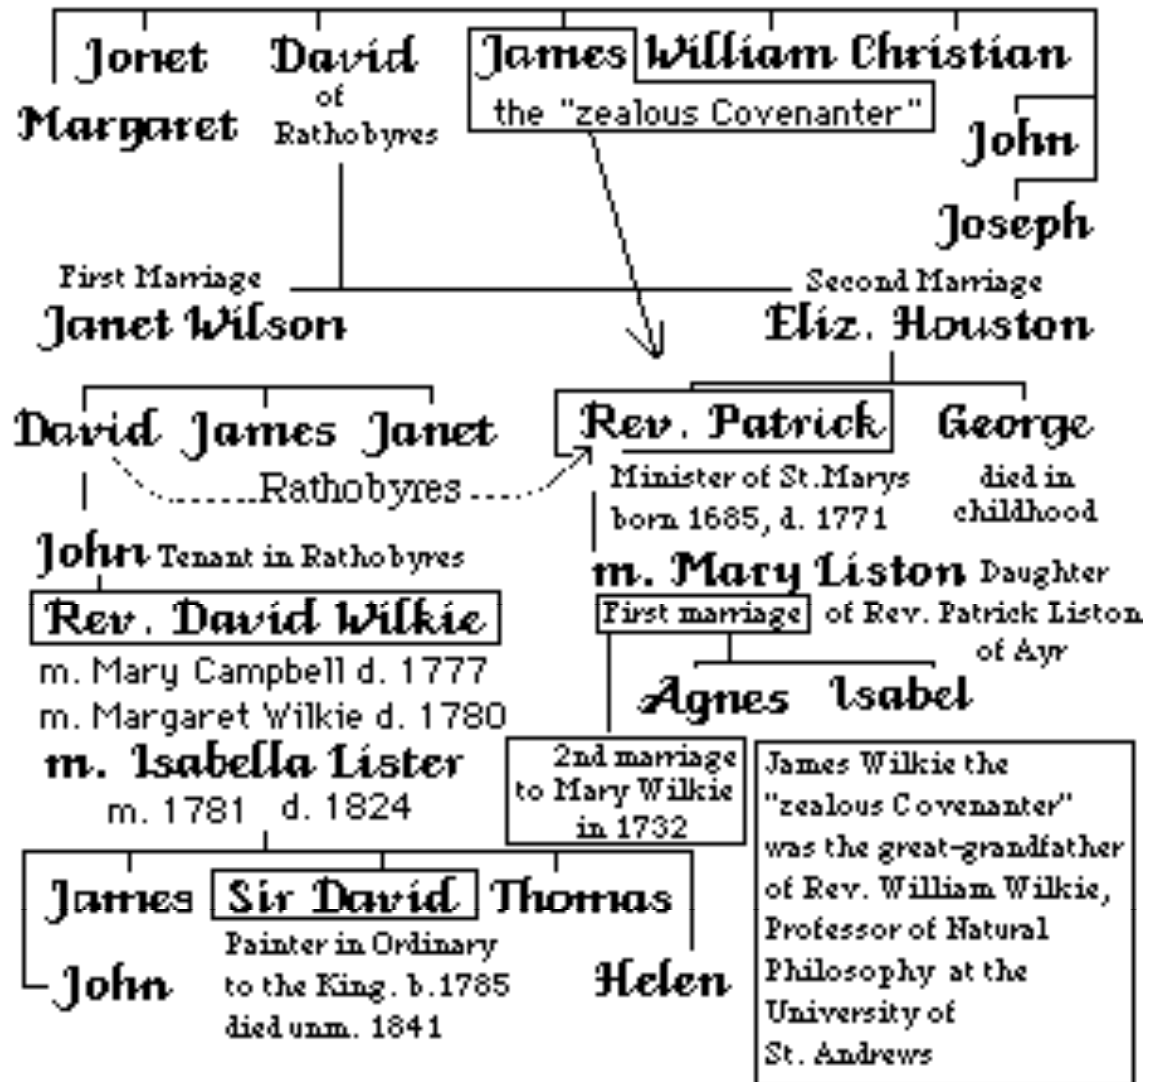 Jonet David James William Christian
of
Margaret Rathobyres the "zealous Covenanter"
John
Joseph
First Marriage Second Marriage
Janet Wilson Eliz. Houston
David James Janet Rev. Patrick George
Rathobyres Minister of St.Marys died in
born 1685, d. 1771 childhood
John Tenant in Rathobyres
m. Mary Liston Daughter
Rev. David Wilkie First marriage of Rev. Patrick Liston
of Ayr
m. Mary Campbell d. 1777
Agnes Isabel
m. Margaret Wilkie d. 1780
m. Isabella Lister
m. 1781 d. 1824
2nd marriage
to Mary Wilkie
in 1732
James Wilkie the
"zealous Covenanter"
was the great-grandfather
of Rev. William Wilkie,
Professor of Natural
Philosophy at the
University of
St. Andrews
James Sir David Thomas
Painter in Ordinary
John to the King. b.1785 Helen
died unm. 1841